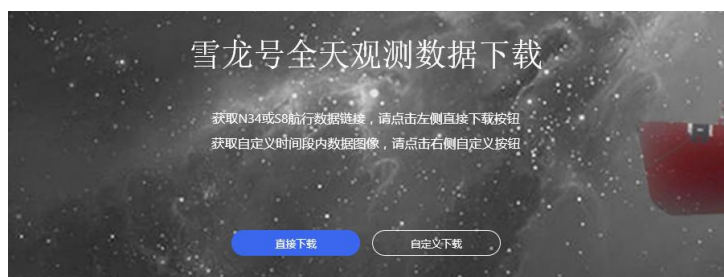 雪龙号全天观测数据下载
获取N34或S8航行数据链接，请点击左侧直接下载按钮
获取自定义时间段内数据图像，请点击右侧自定义按钮
直接下载
自定义下载